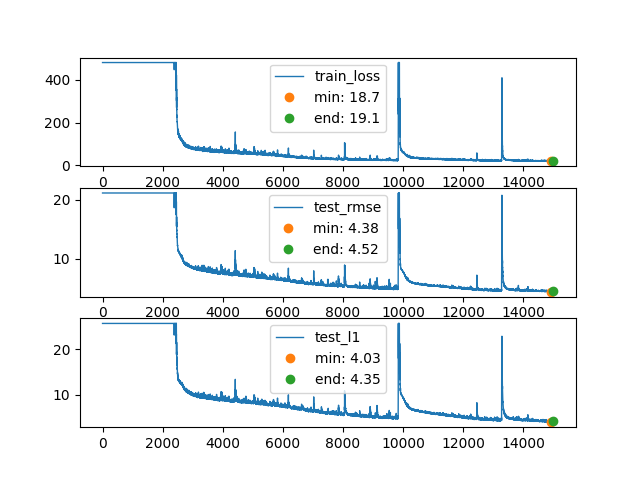 400
200
0
train_loss
min: 18.7
end: 19.1
0 2000 4000 6000 8000 10000 12000 14000
20
10
test_rmse
min: 4.38
end: 4.52
0 2000 4000 6000 8000 10000 12000 14000
20
10
test_l1
min: 4.03
end: 4.35
0 2000 4000 6000 8000 10000 12000 14000